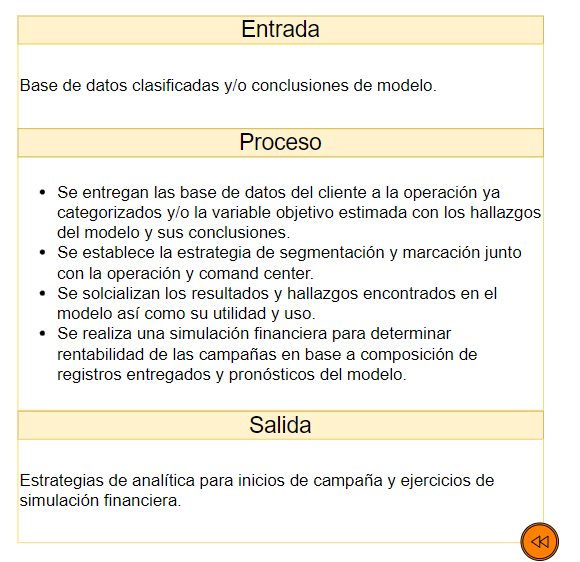 Entrada
Base de datos clasificadas y/o conclusiones de modelo.
Proceso
• Se entregan las base de datos del cliente a la operación ya
categorizados y/o la variable objetivo estimada con los hallazgos
del modelo y sus conclusiones.
• Se establece la estrategia de segmentación y marcación junto
con la operación y comand center.
• Se solcializan los resultados y hallazgos encontrados en el
modelo así como su utilidad y uso.
• Se realiza una simulación financiera para determinar
rentabilidad de las campañas en base a composición de
registros entregados y pronósticos del modelo.
Salida
Estrategias de analítica para inicios de campaña y ejercicios de
simulación financiera.